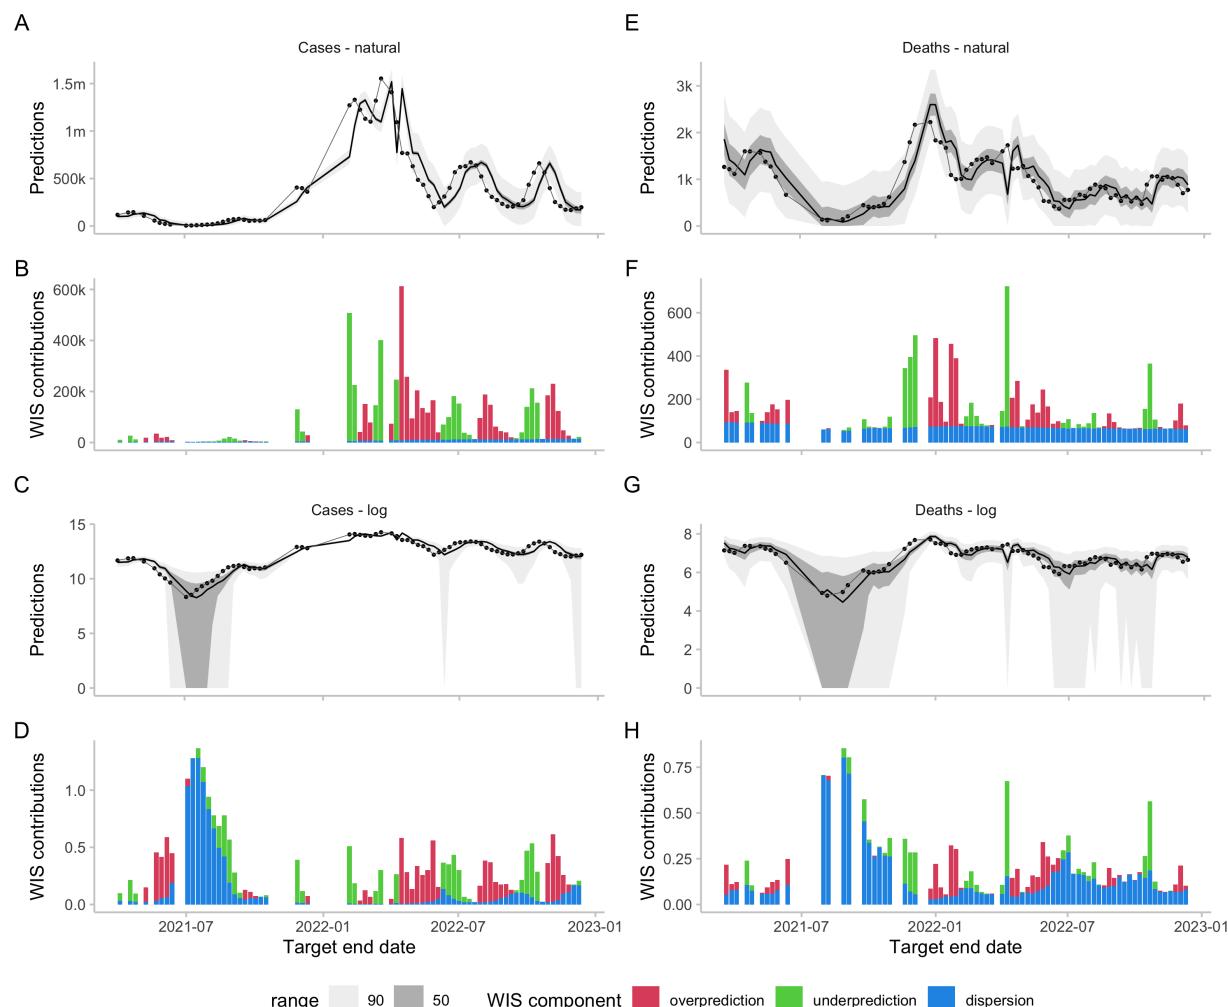 A
Cases - natural
Predictions
1.5m
1m
500k
0
B
WIS contributions
600k
400k
200k
0
C
Cases - log
Predictions
15
10
5
0
D
WIS contributions
1.0
0.5
0.0
2021-07
2022-01
2022-07
2023-01
Target end date
E
Deaths - natural
Predictions
3k
2k
1k
0
F
WIS contributions
600
400
200
0
G
Deaths - log
Predictions
8
6
4
2
0
H
WIS contributions
0.75
0.50
0.25
0.00
2021-07
2022-01
2022-07
2023-01
Target end date
range 90 50 WIS component overprediction underprediction dispersion